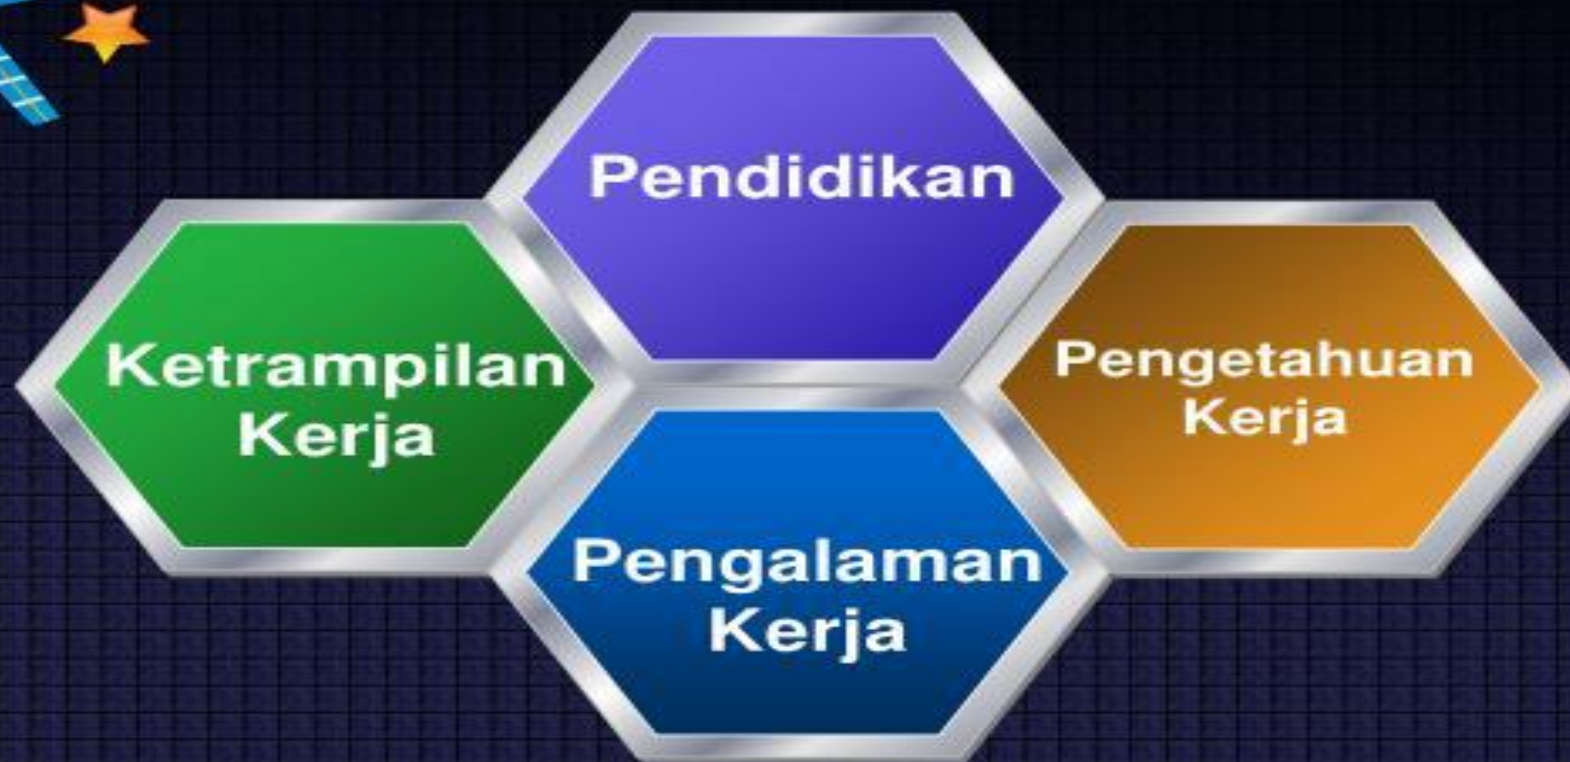 Pendidikan
Ketrampilan
Kerja
Pengetahuan
Kerja
Pengalaman
Kerja